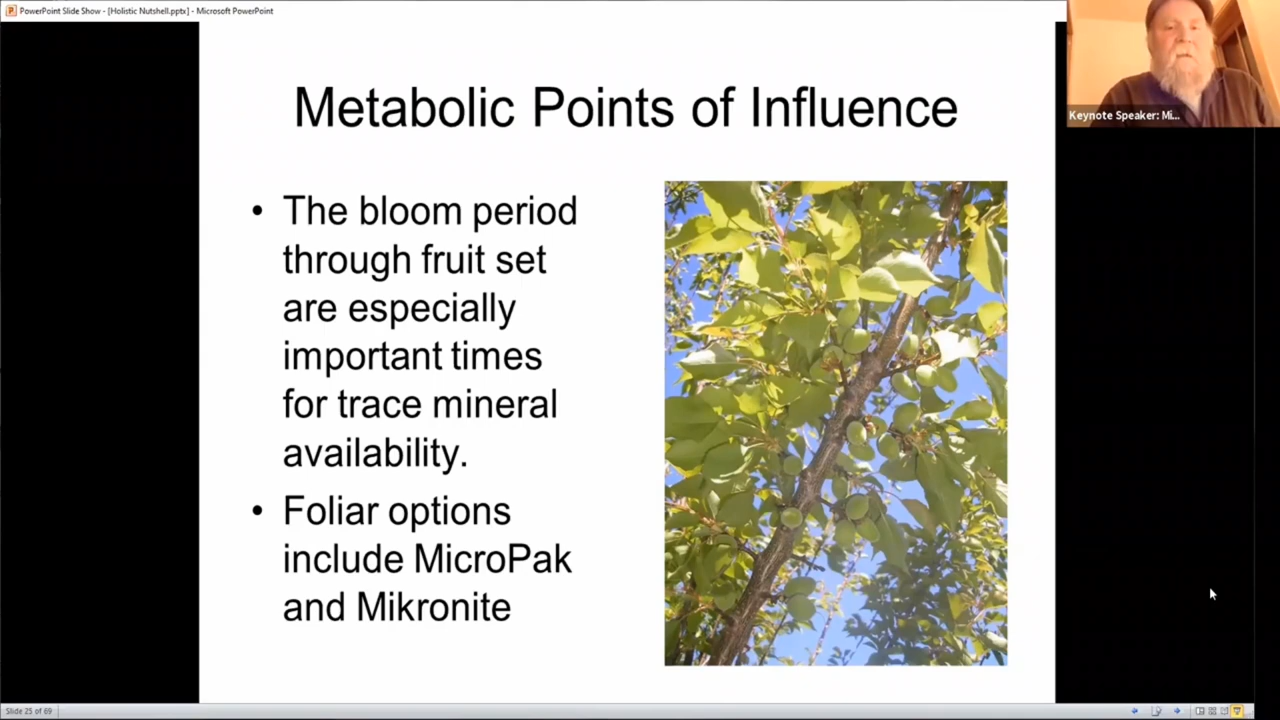 PowerPoint Slide Show - [Holistic Nutshell.pptx] - Microsoft PowerPoint
Keynote Speaker: Mi...
Metabolic Points of Influence
• The bloom period
through fruit set
are especially
important times
for trace mineral
availability.
• Foliar options
include MicroPak
and Mikronite
Slide 25 of 69